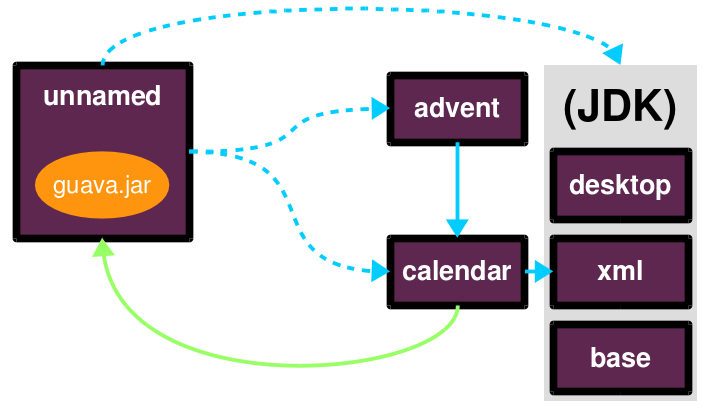 unnamed
guava.jar
advent
calendar
(JDK)
desktop
xml
base